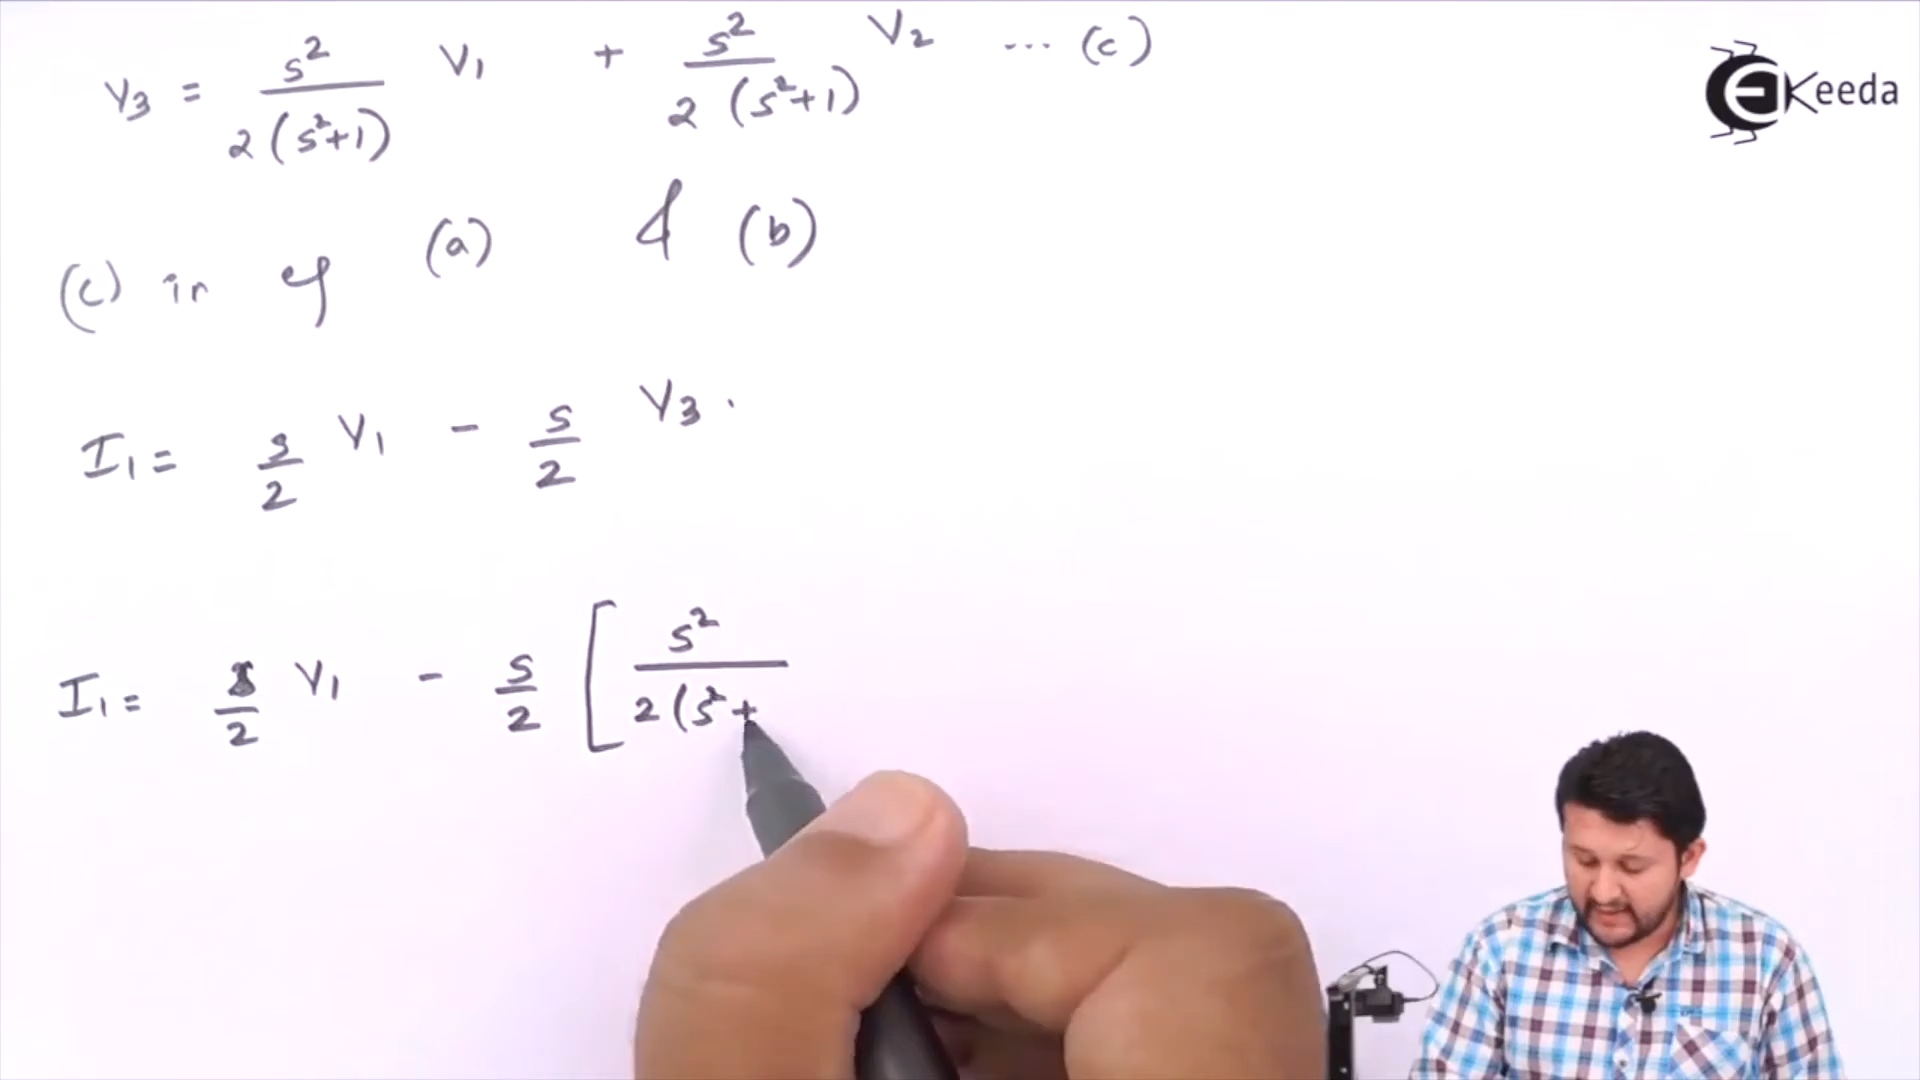 V₃ = s²/2(s²+1) V₁ + s²/2(s²+1) V₂ ... (c)
EKeeda
(c) in eq (a) & (b)
I₁ = s/2 V₁ - s/2 V₃.
I₁ = s/2 V₁ - s/2 [ s²/2(s²+